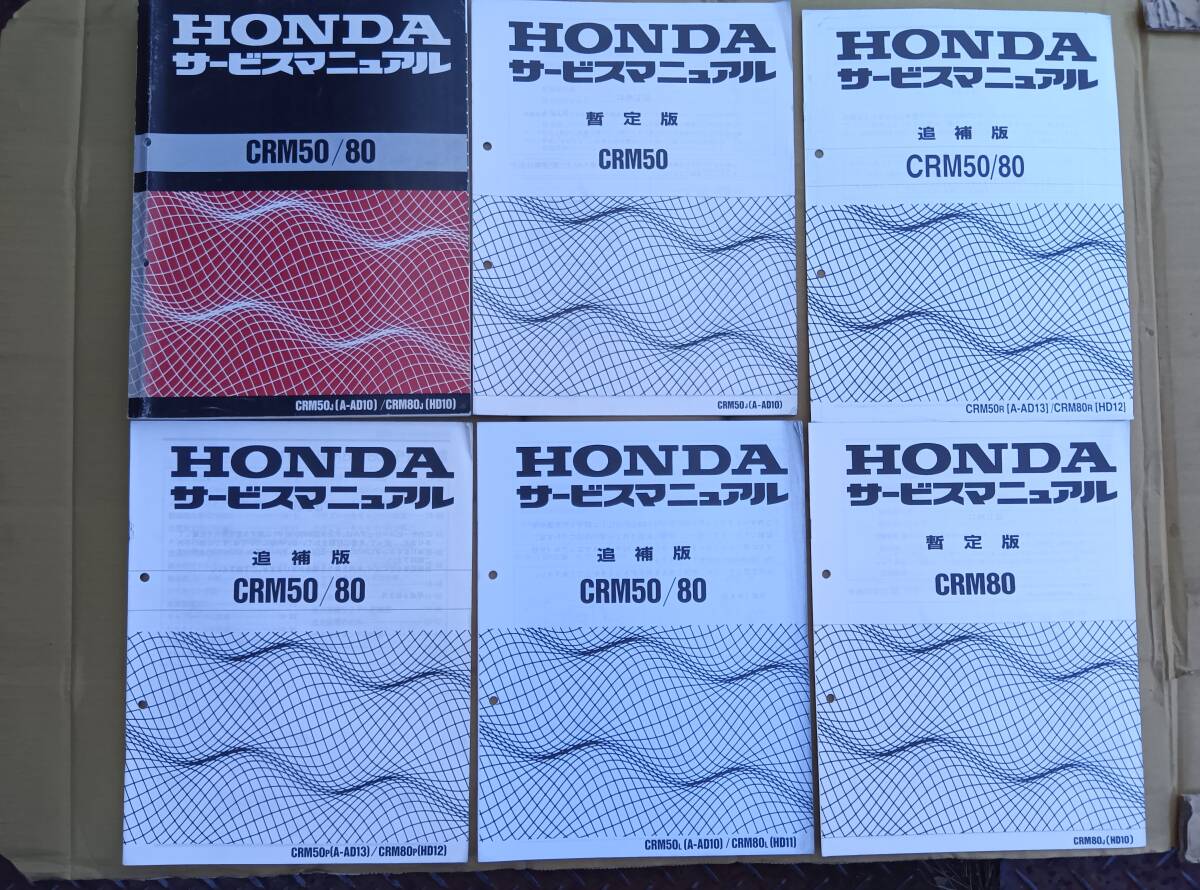 HONDA
サービスマニュアル
CRM50/80
CRM50J (A-AD10) / CRM80J (HD10)
HONDA
サービスマニュアル
暫定版
CRM50
CRM50J (A-AD10)
HONDA
サービスマニュアル
追補版
CRM50/80
CRM50R [A-AD13] / CRM80R [HD12]
HONDA
サービスマニュアル
追補版
CRM50/80
CRM50P (A-AD13) / CRM80P (HD12)
HONDA
サービスマニュアル
追補版
CRM50/80
CRM50L (A-AD10) / CRM80L (HD11)
HONDA
サービスマニュアル
暫定版
CRM80
CRM80J (HD10)